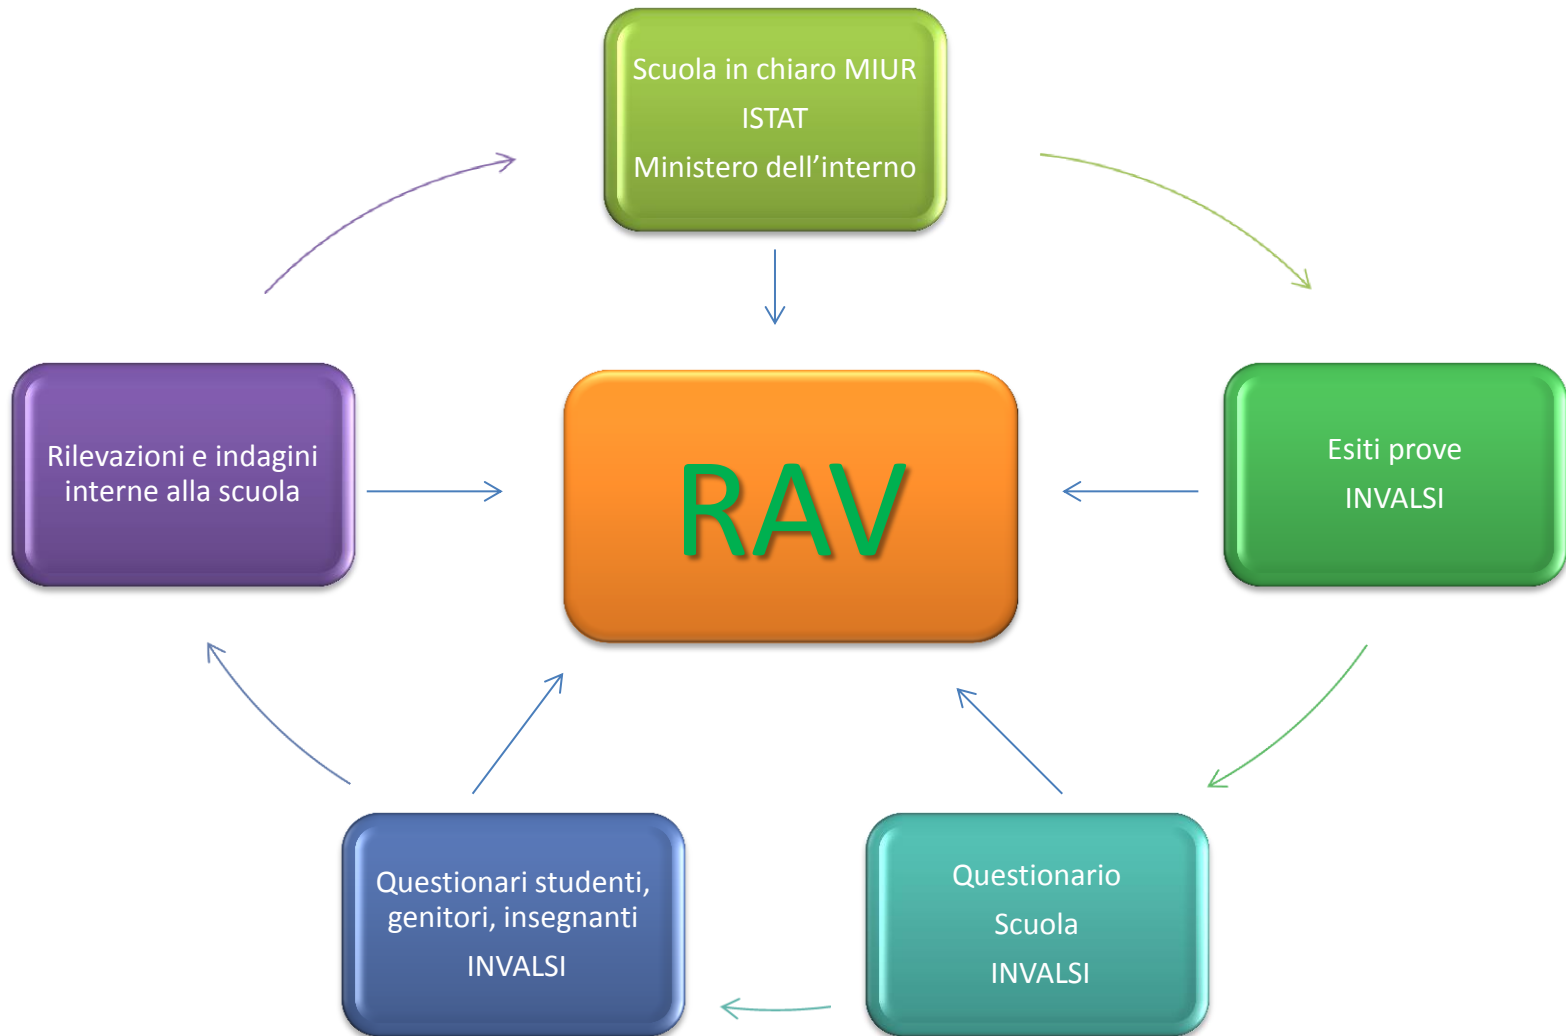 Scuola in chiaro MIUR
ISTAT
Ministero dell’interno
Rilevazioni e indagini
interne alla scuola
RAV
Esiti prove
INVALSI
Questionari studenti,
genitori, insegnanti
INVALSI
Questionario
Scuola
INVALSI